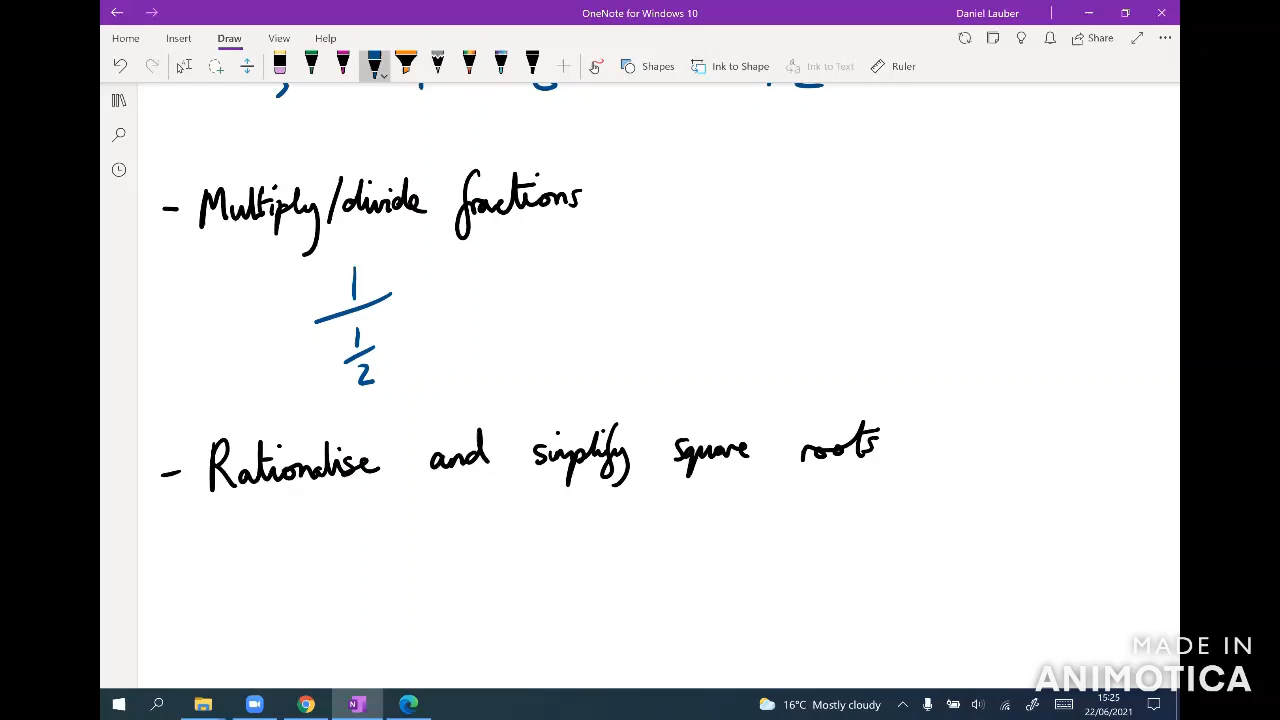 OneNote for Windows 10
Daniel Lauber
Home Insert Draw View Help
Share
Shapes Ink to Shape Ink to Text Ruler
- Multiply/divide fractions
1
1
2
- Rationalise and simplify square roots
MADE IN
ANIMOTICA
16°C Mostly cloudy
15:25
22/06/2021